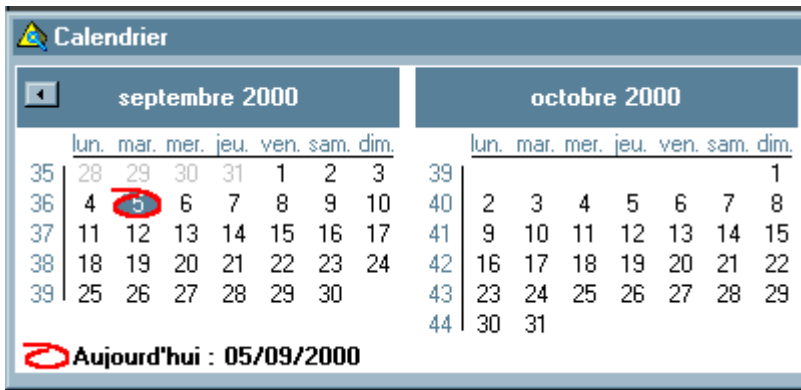 Calendrier
septembre 2000
lun. mar. mer. jeu. ven. sam. dim.
35 28 29 30 31 1 2 3
36 4 5 6 7 8 9 10
37 11 12 13 14 15 16 17
38 18 19 20 21 22 23 24
39 25 26 27 28 29 30
Aujourd'hui : 05/09/2000
octobre 2000
lun. mar. mer. jeu. ven. sam. dim.
39 1
40 2 3 4 5 6 7 8
41 9 10 11 12 13 14 15
42 16 17 18 19 20 21 22
43 23 24 25 26 27 28 29
44 30 31